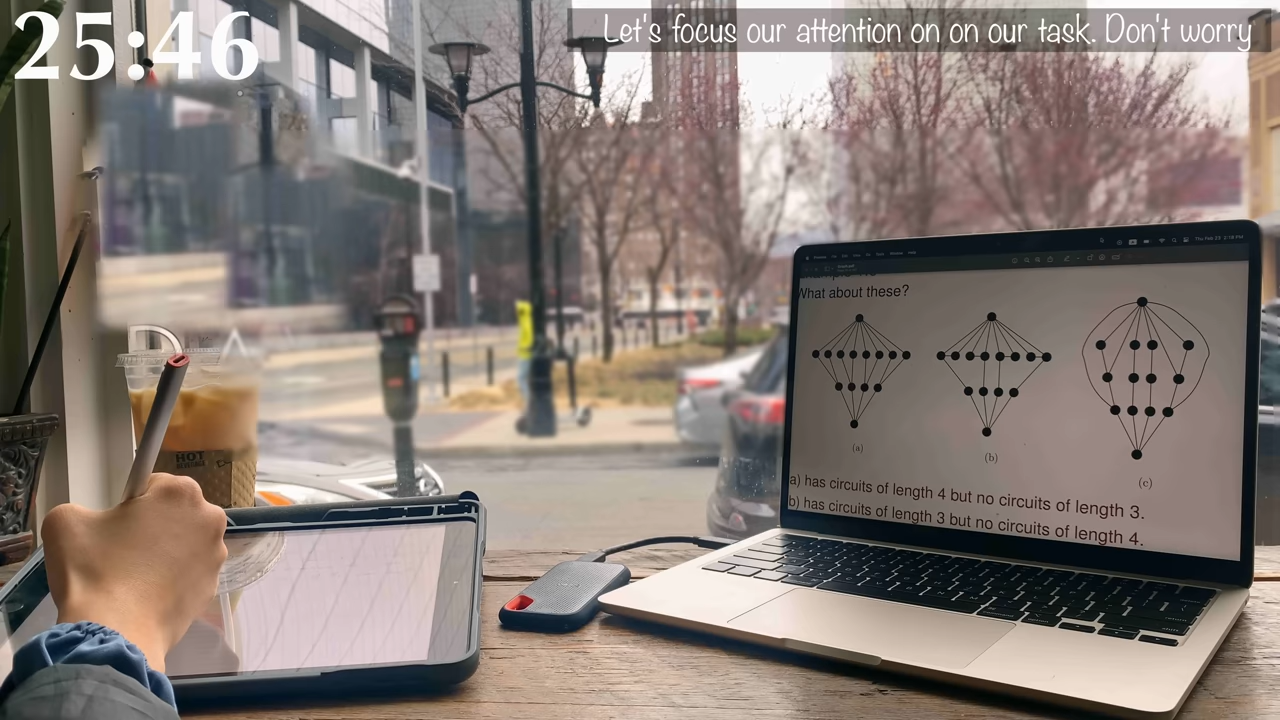 25:46
Let's focus our attention on on our task. Don't worry
What about these?
(a)
(b)
(c)
a) has circuits of length 4 but no circuits of length 3.
b) has circuits of length 3 but no circuits of length 4.
HOT
BEVERAGE